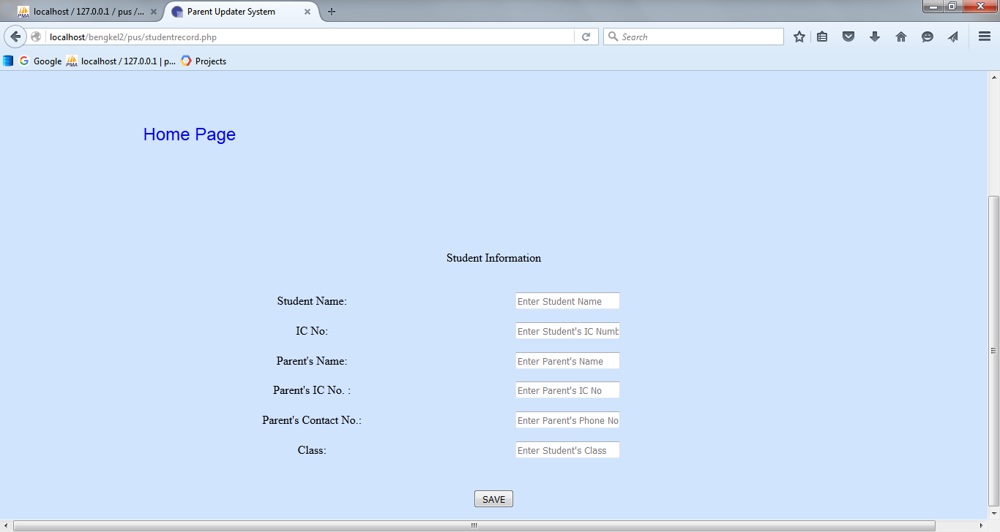 localhost / 127.0.0.1 / pus /...
Parent Updater System
localhost/bengkel2/pus/studentrecord.php
Search
Google
PMA
localhost / 127.0.0.1 | p...
Projects
Home Page
Student Information
Student Name:
Enter Student Name
IC No:
Enter Student's IC Numb
Parent's Name:
Enter Parent's Name
Parent's IC No. :
Enter Parent's IC No
Parent's Contact No.:
Enter Parent's Phone No
Class:
Enter Student's Class
SAVE